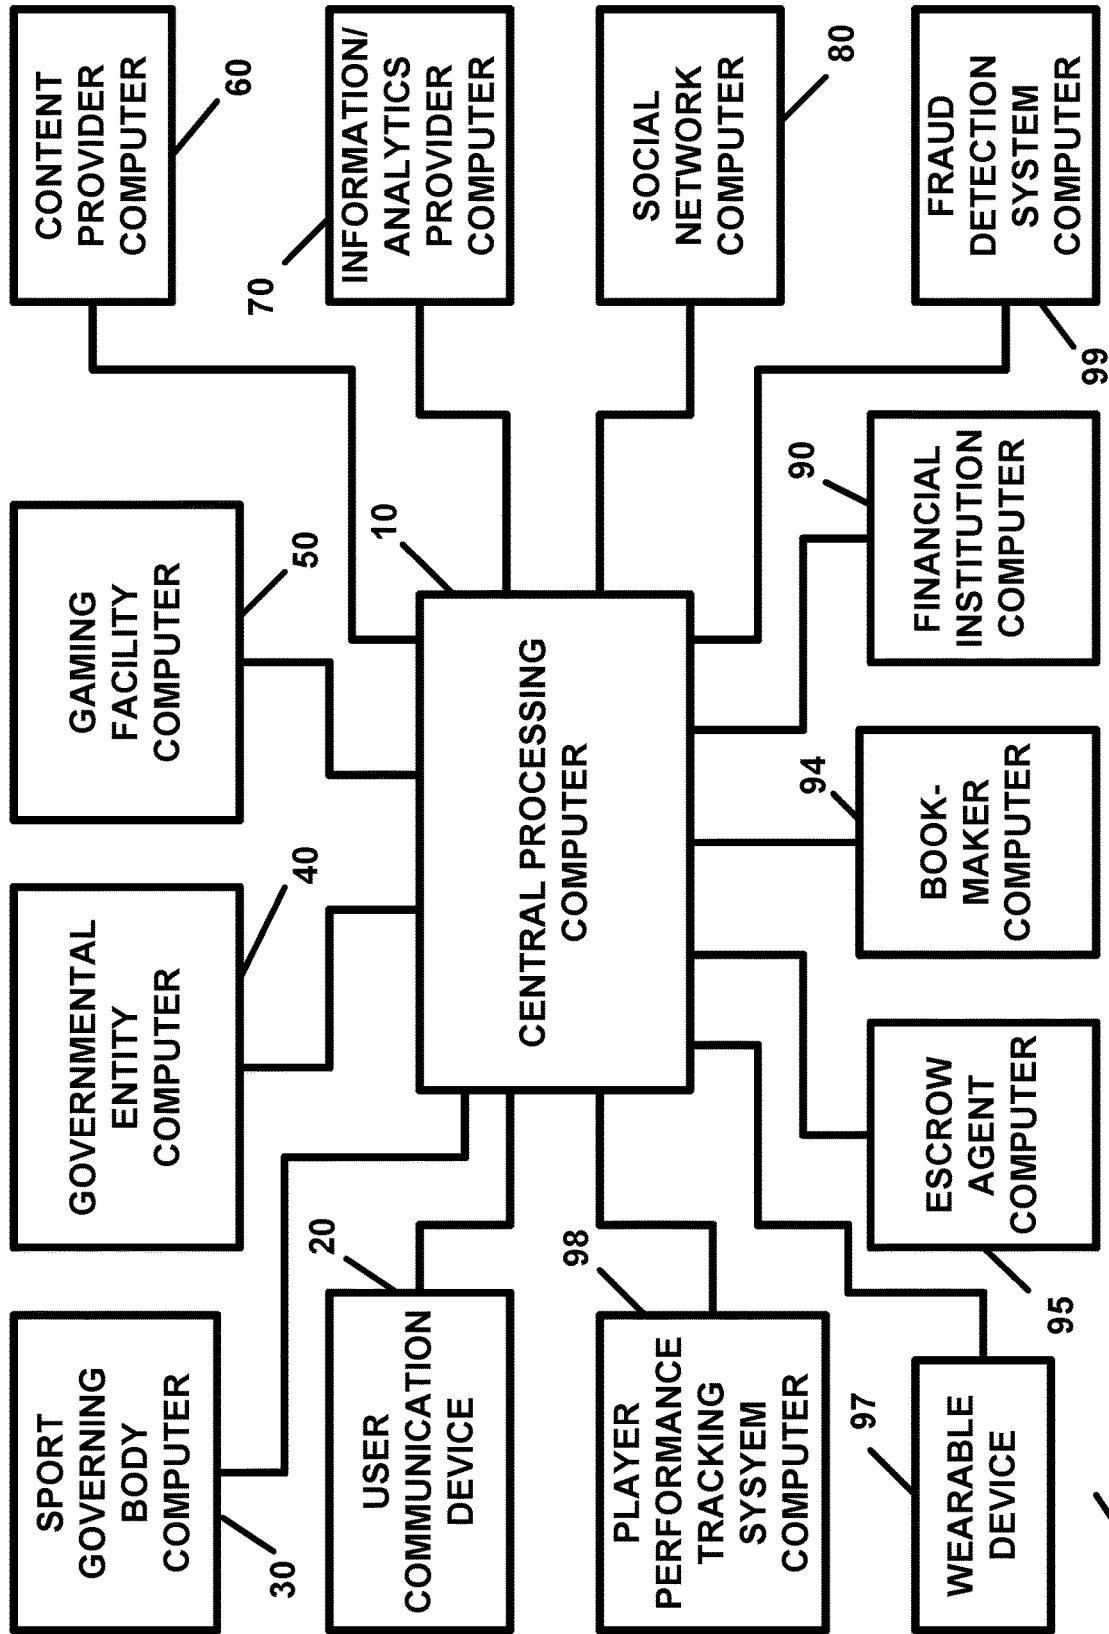 SPORT
GOVERNING
BODY
COMPUTER
30
GOVERNMENTAL
ENTITY
COMPUTER
40
GAMING
FACILITY
COMPUTER
50
CONTENT
PROVIDER
COMPUTER
60
USER
COMMUNICATION
DEVICE
20
CENTRAL PROCESSING
COMPUTER
10
INFORMATION/
ANALYTICS
PROVIDER
COMPUTER
70
PLAYER
PERFORMANCE
TRACKING
SYSYEM
COMPUTER
98
SOCIAL
NETWORK
COMPUTER
80
WEARABLE
DEVICE
97
ESCROW
AGENT
COMPUTER
95
BOOK-
MAKER
COMPUTER
94
FINANCIAL
INSTITUTION
COMPUTER
90
FRAUD
DETECTION
SYSTEM
COMPUTER
99